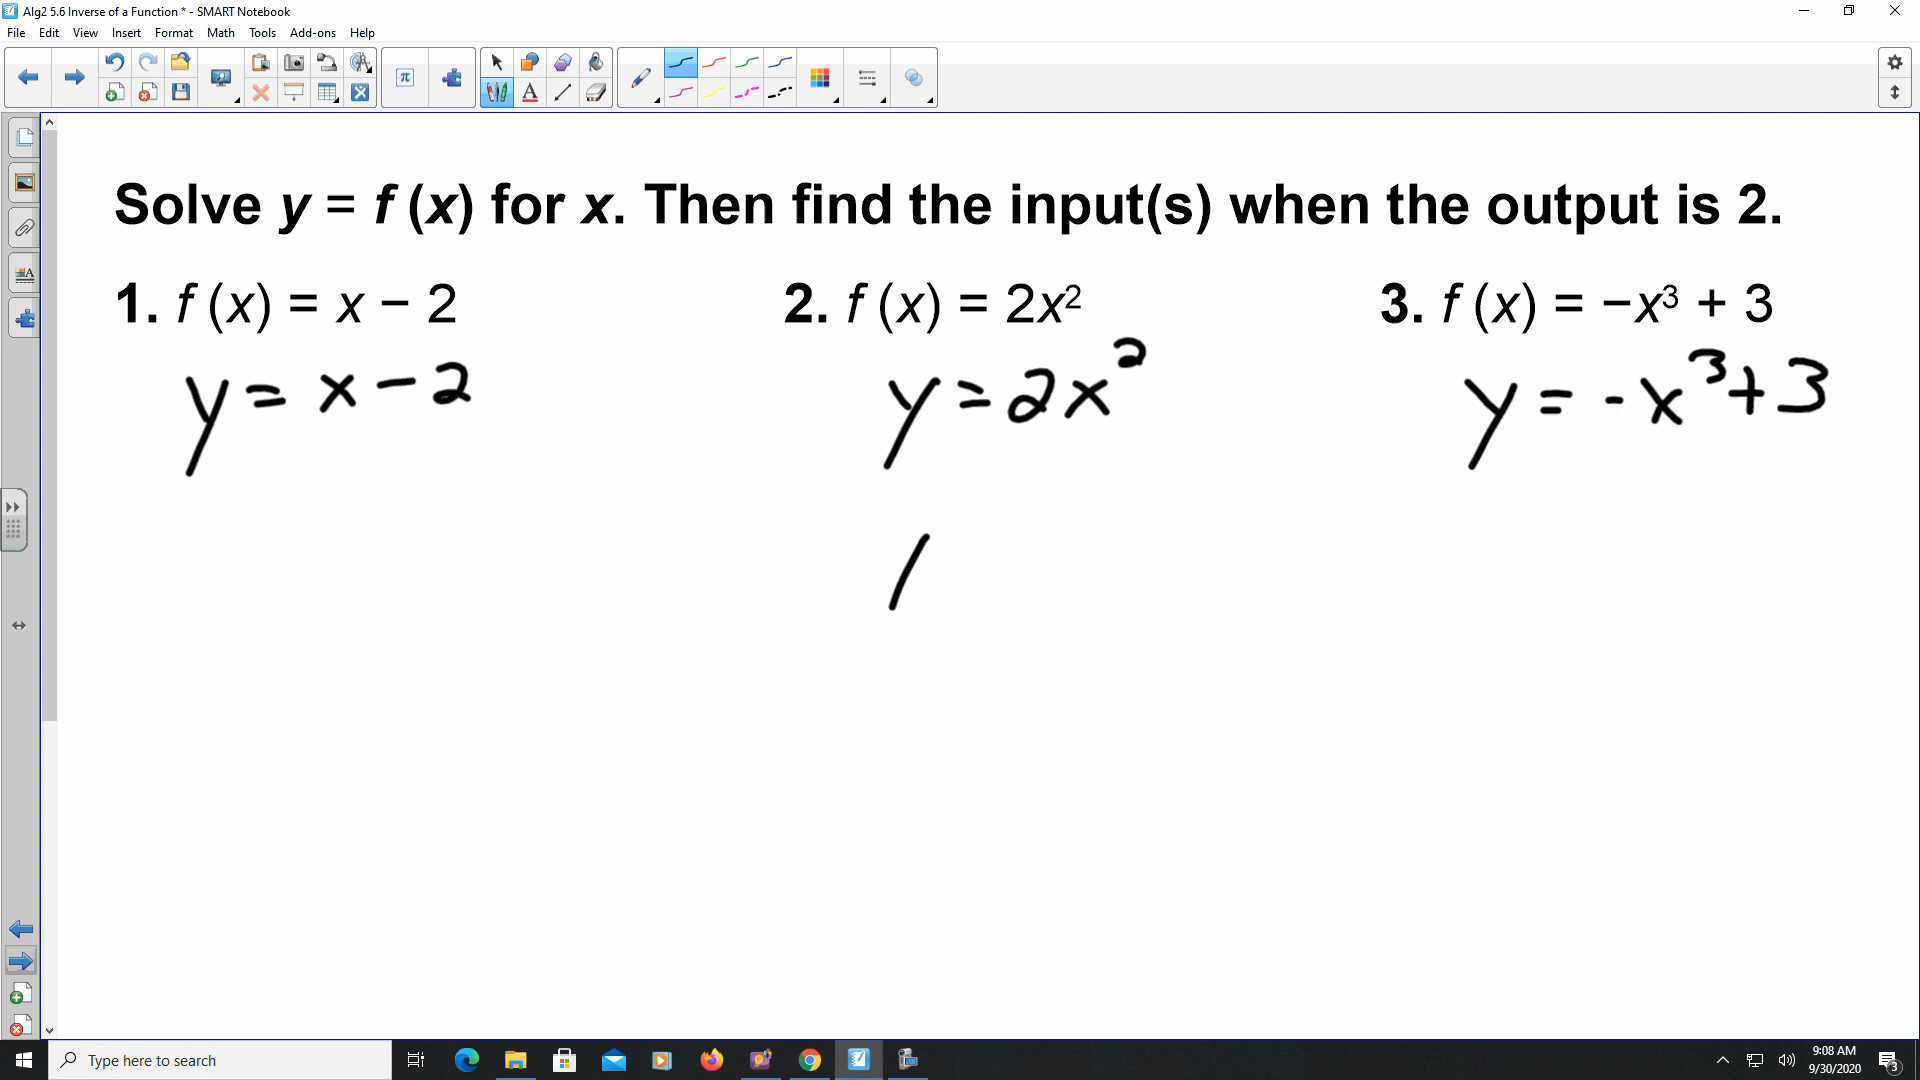 Alg2 5.6 Inverse of a Function * - SMART Notebook
File Edit View Insert Format Math Tools Add-ons Help
Solve y = f (x) for x. Then find the input(s) when the output is 2.
1. f (x) = x − 2
2. f (x) = 2x²
3. f (x) = −x³ + 3
y = x - 2
y = 2x²
y = -x³ + 3
Type here to search
9:08 AM
9/30/2020
3